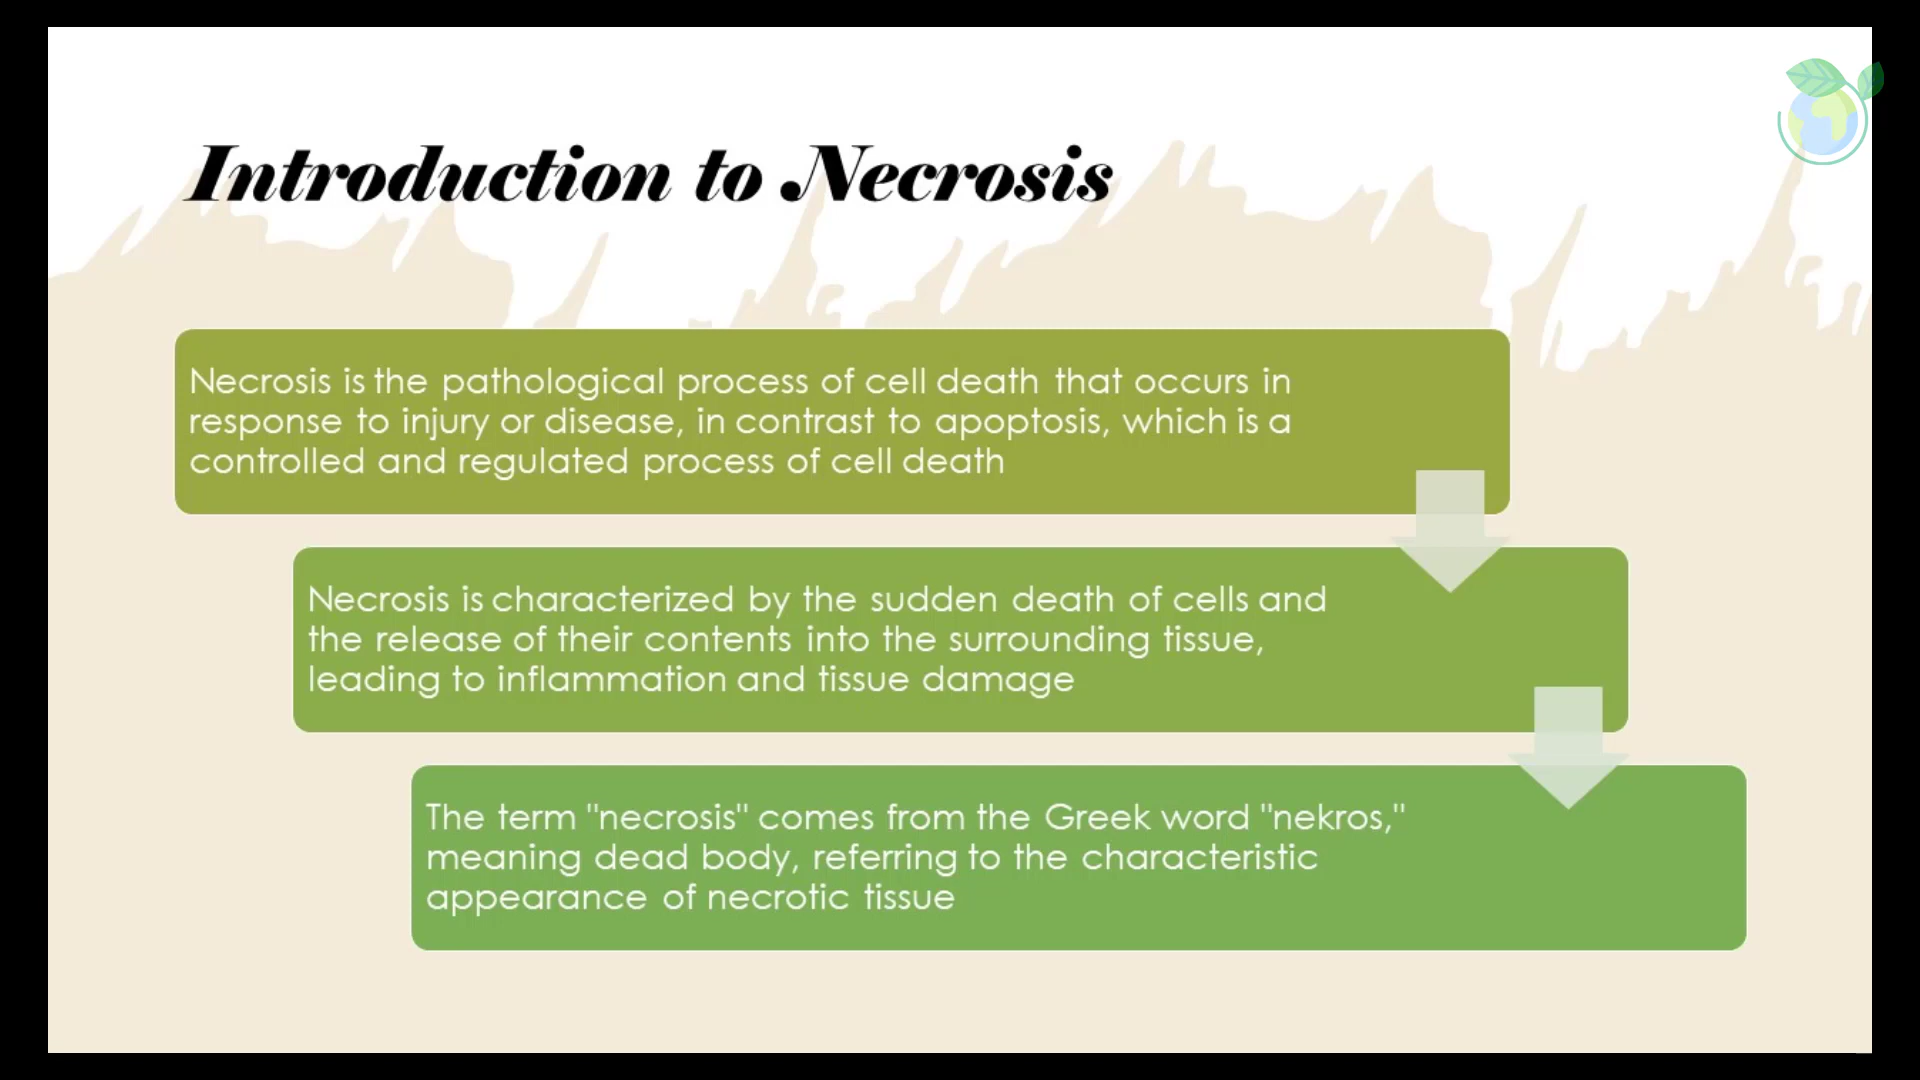 Introduction to Necrosis
Necrosis is the pathological process of cell death that occurs in
response to injury or disease, in contrast to apoptosis, which is a
controlled and regulated process of cell death
Necrosis is characterized by the sudden death of cells and
the release of their contents into the surrounding tissue,
leading to inflammation and tissue damage
The term "necrosis" comes from the Greek word "nekros,"
meaning dead body, referring to the characteristic
appearance of necrotic tissue